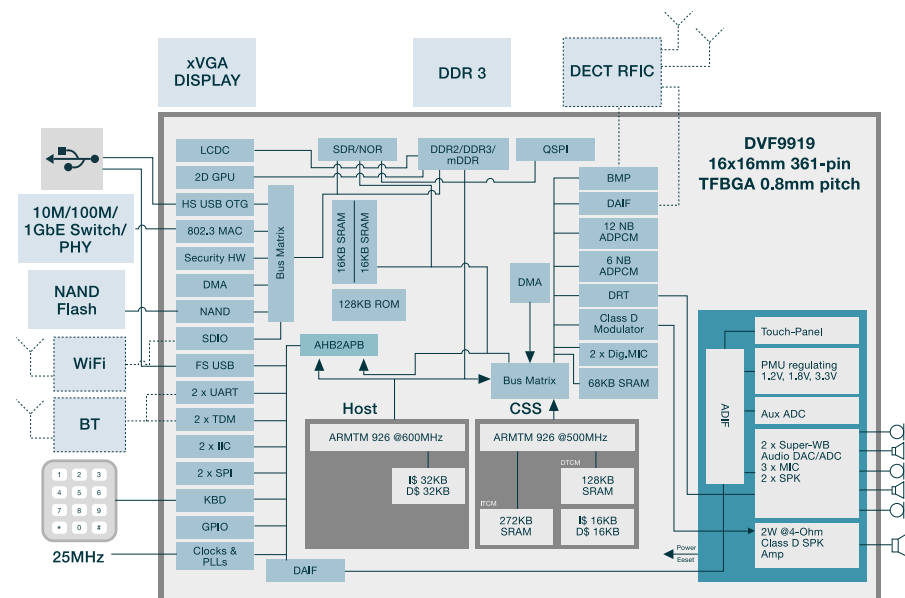 xVGA
DISPLAY
DDR 3
DECT RFIC
DVF9919
16x16mm 361-pin
TFBGA 0.8mm pitch
LCDC
2D GPU
HS USB OTG
802.3 MAC
Security HW
DMA
NAND
SDIO
FS USB
2 x UART
2 x TDM
2 x IIC
2 x SPI
KBD
GPIO
Clocks &
PLLs
10M/100M/
1GbE Switch/
PHY
NAND
Flash
WiFi
BT
1 2 3
4 5 6
7 8 9
* 0 #
25MHz
Bus Matrix
SDR/NOR
DDR2/DDR3/
mDDR
QSPI
16KB SRAM
16KB SRAM
128KB ROM
AHB2APB
DMA
Bus Matrix
BMP
DAIF
12 NB
ADPCM
6 NB
ADPCM
DRT
Class D
Modulator
2 x Dig.MIC
68KB SRAM
Host
ARMTM 926 @600MHz
I$ 32KB
D$ 32KB
CSS
ARMTM 926 @500MHz
DTCM
128KB
SRAM
ITCM
272KB
SRAM
I$ 16KB
D$ 16KB
DAIF
Power
Eeset
ADIF
Touch-Panel
PMU regulating
1.2V, 1.8V, 3.3V
Aux ADC
2 x Super-WB
Audio DAC/ADC
3 x MIC
2 x SPK
2W @4-Ohm
Class D SPK
Amp